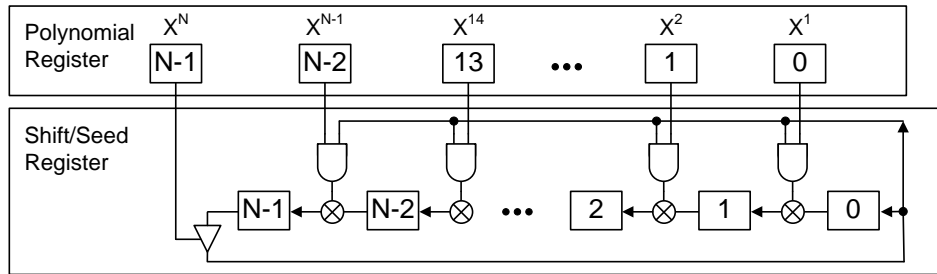 Polynomial
Register
X^N X^N-1 X^14 X^2 X^1
N-1 N-2 13 ••• 1 0
Shift/Seed
Register
N-1 N-2 ••• 2 1 0